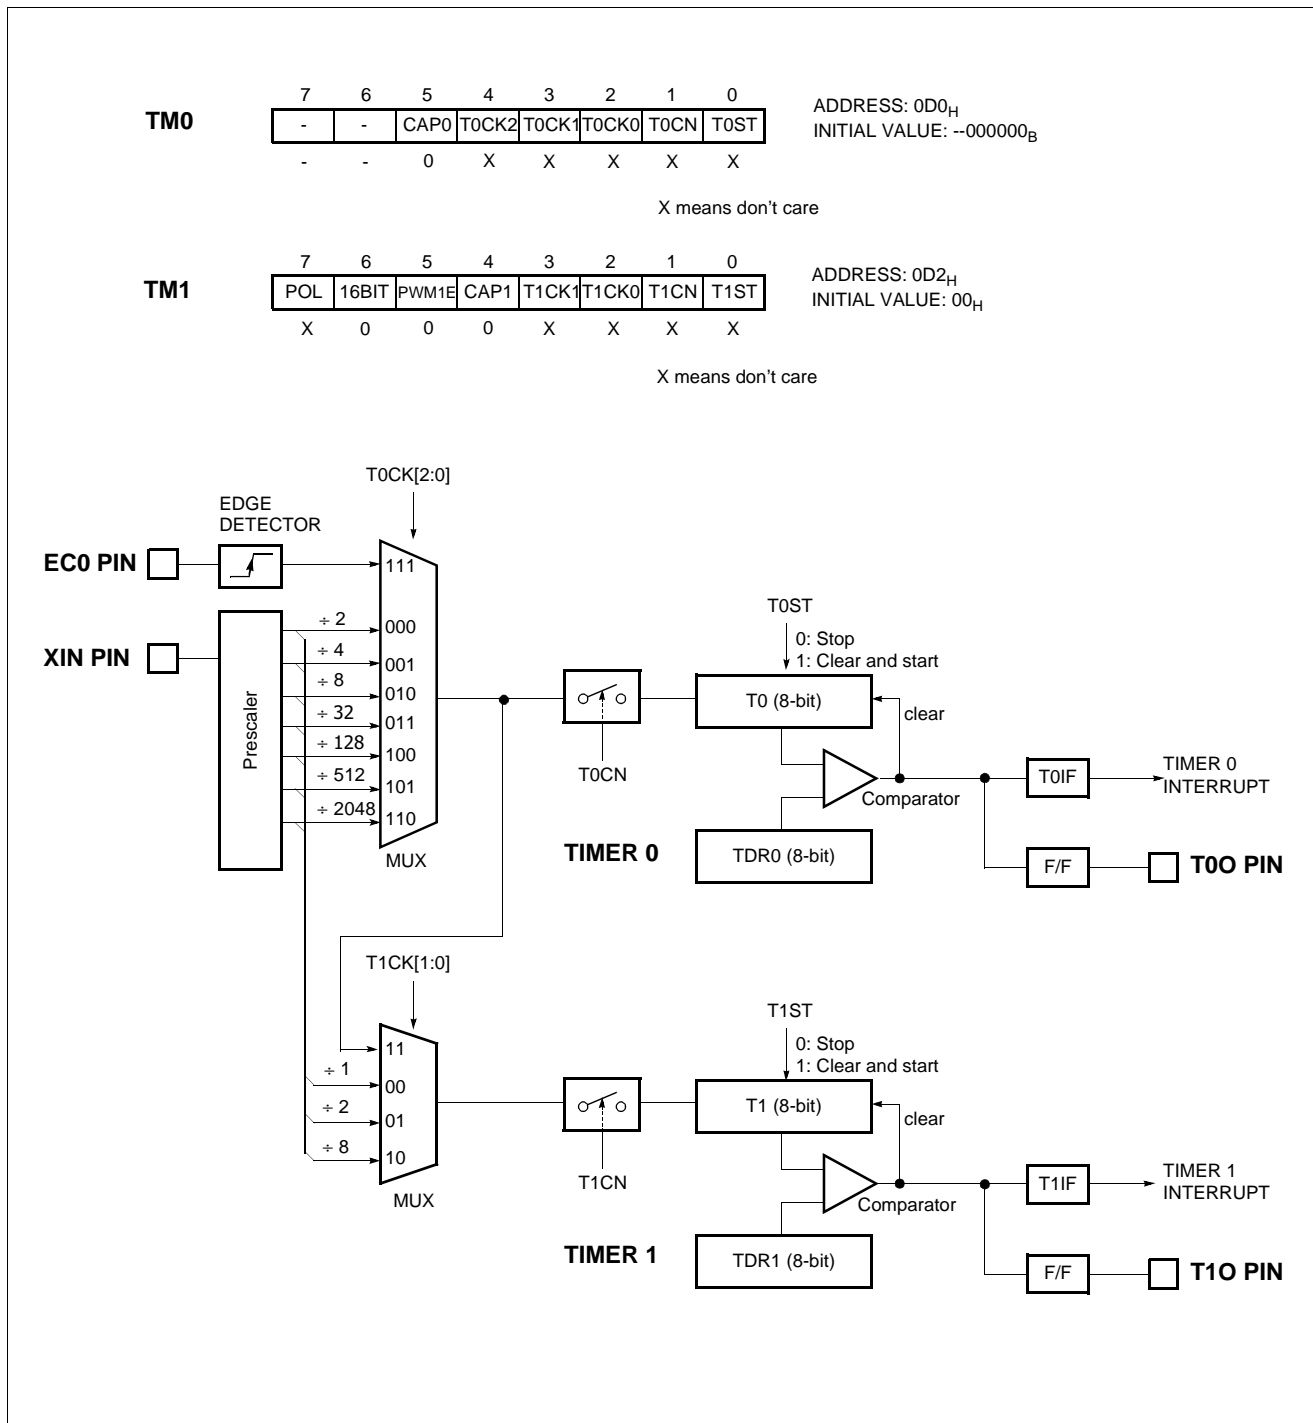 7 6 5 4 3 2 1 0
TM0
- - CAP0 T0CK2 T0CK1 T0CK0 T0CN T0ST
- - 0 X X X X X
ADDRESS: 0D0H
INITIAL VALUE: --000000B
X means don't care
7 6 5 4 3 2 1 0
TM1
POL 16BIT PWM1E CAP1 T1CK1 T1CK0 T1CN T1ST
X 0 0 0 X X X X
ADDRESS: 0D2H
INITIAL VALUE: 00H
X means don't care
T0CK[2:0]
EDGE
DETECTOR
EC0 PIN
111
XIN PIN
Prescaler
÷ 2 000
÷ 4 001
÷ 8 010
÷ 32 011
÷ 128 100
÷ 512 101
÷ 2048 110
MUX
T0CN
T0ST
0: Stop
1: Clear and start
T0 (8-bit)
clear
Comparator
TIMER 0
TDR0 (8-bit)
T0IF
TIMER 0
INTERRUPT
F/F
T0O PIN
T1CK[1:0]
11
÷ 1 00
÷ 2 01
÷ 8 10
MUX
T1CN
T1ST
0: Stop
1: Clear and start
T1 (8-bit)
clear
Comparator
TIMER 1
TDR1 (8-bit)
T1IF
TIMER 1
INTERRUPT
F/F
T1O PIN